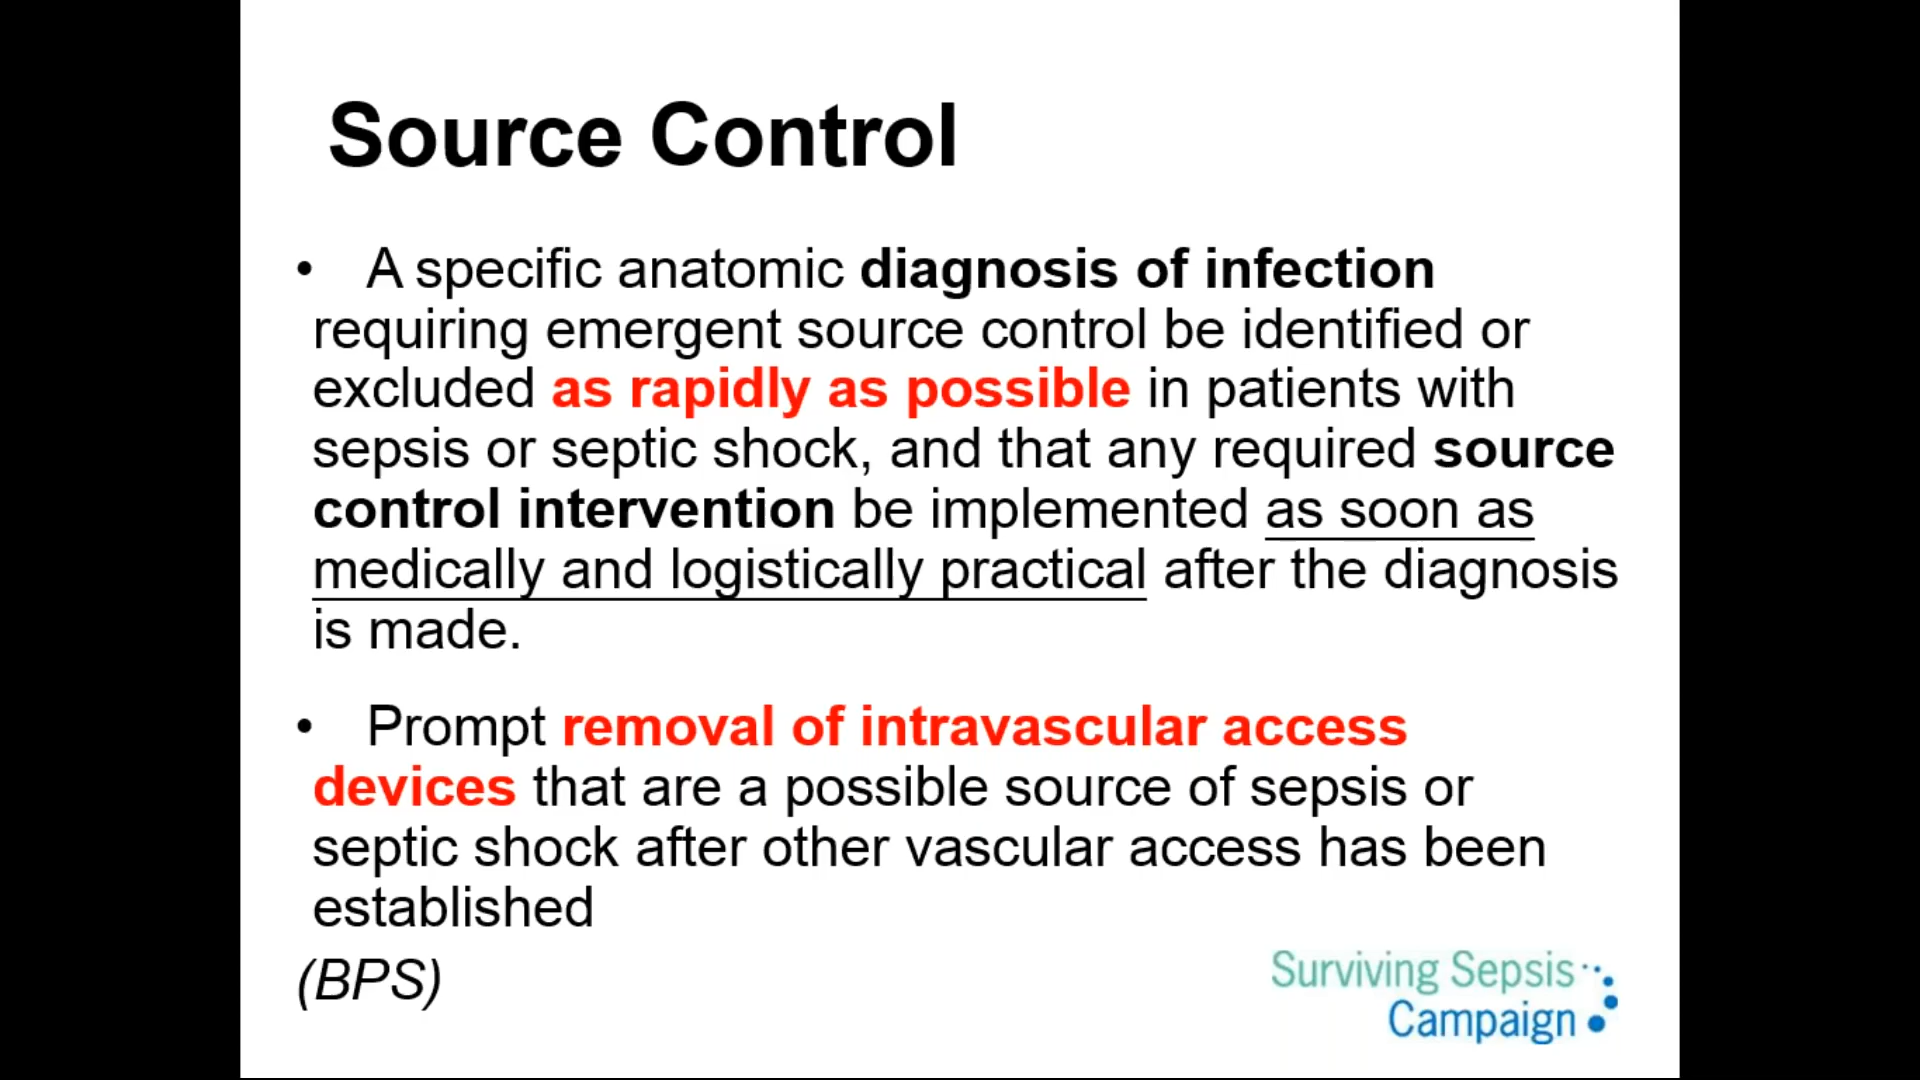 Source Control
• A specific anatomic diagnosis of infection
requiring emergent source control be identified or
excluded as rapidly as possible in patients with
sepsis or septic shock, and that any required source
control intervention be implemented as soon as
medically and logistically practical after the diagnosis
is made.
• Prompt removal of intravascular access
devices that are a possible source of sepsis or
septic shock after other vascular access has been
established
(BPS)
Surviving Sepsis
Campaign